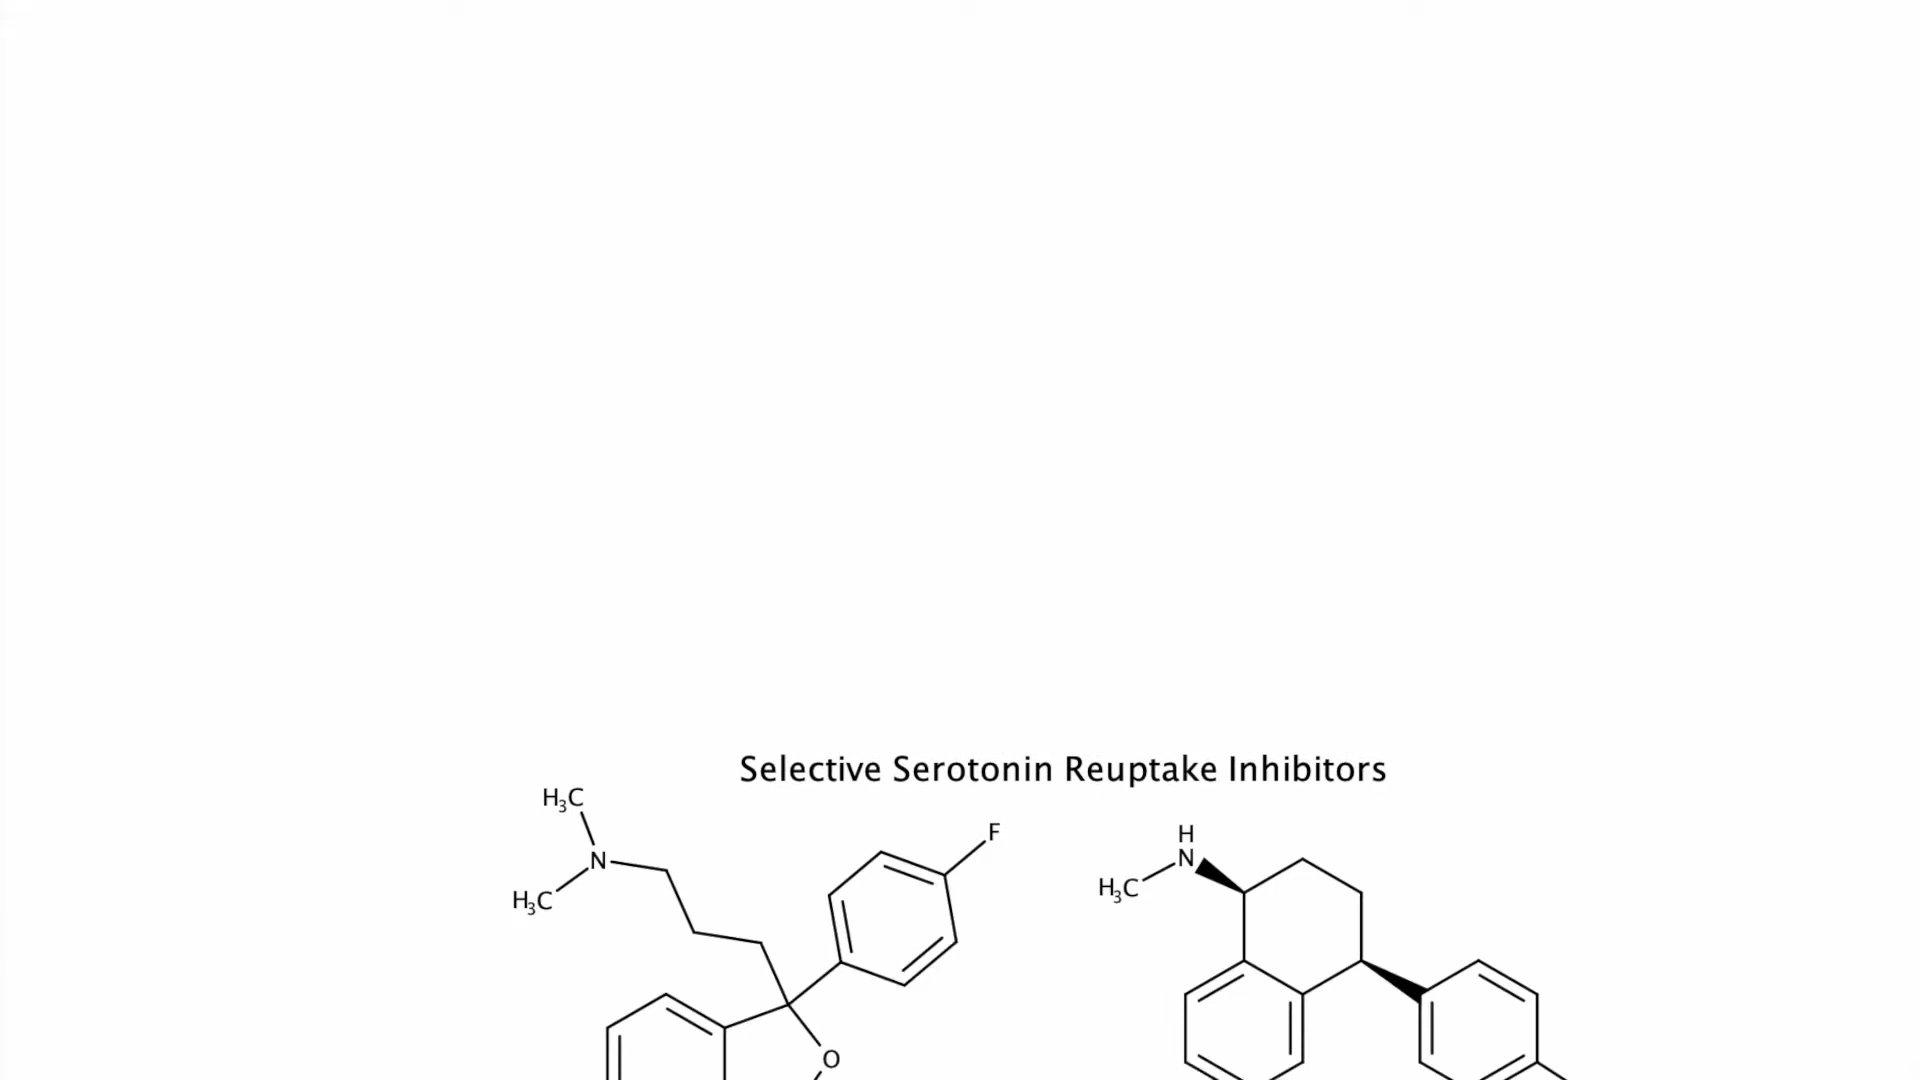 Selective Serotonin Reuptake Inhibitors
H₃C
F
H
N
N
H₃C
H₃C
O